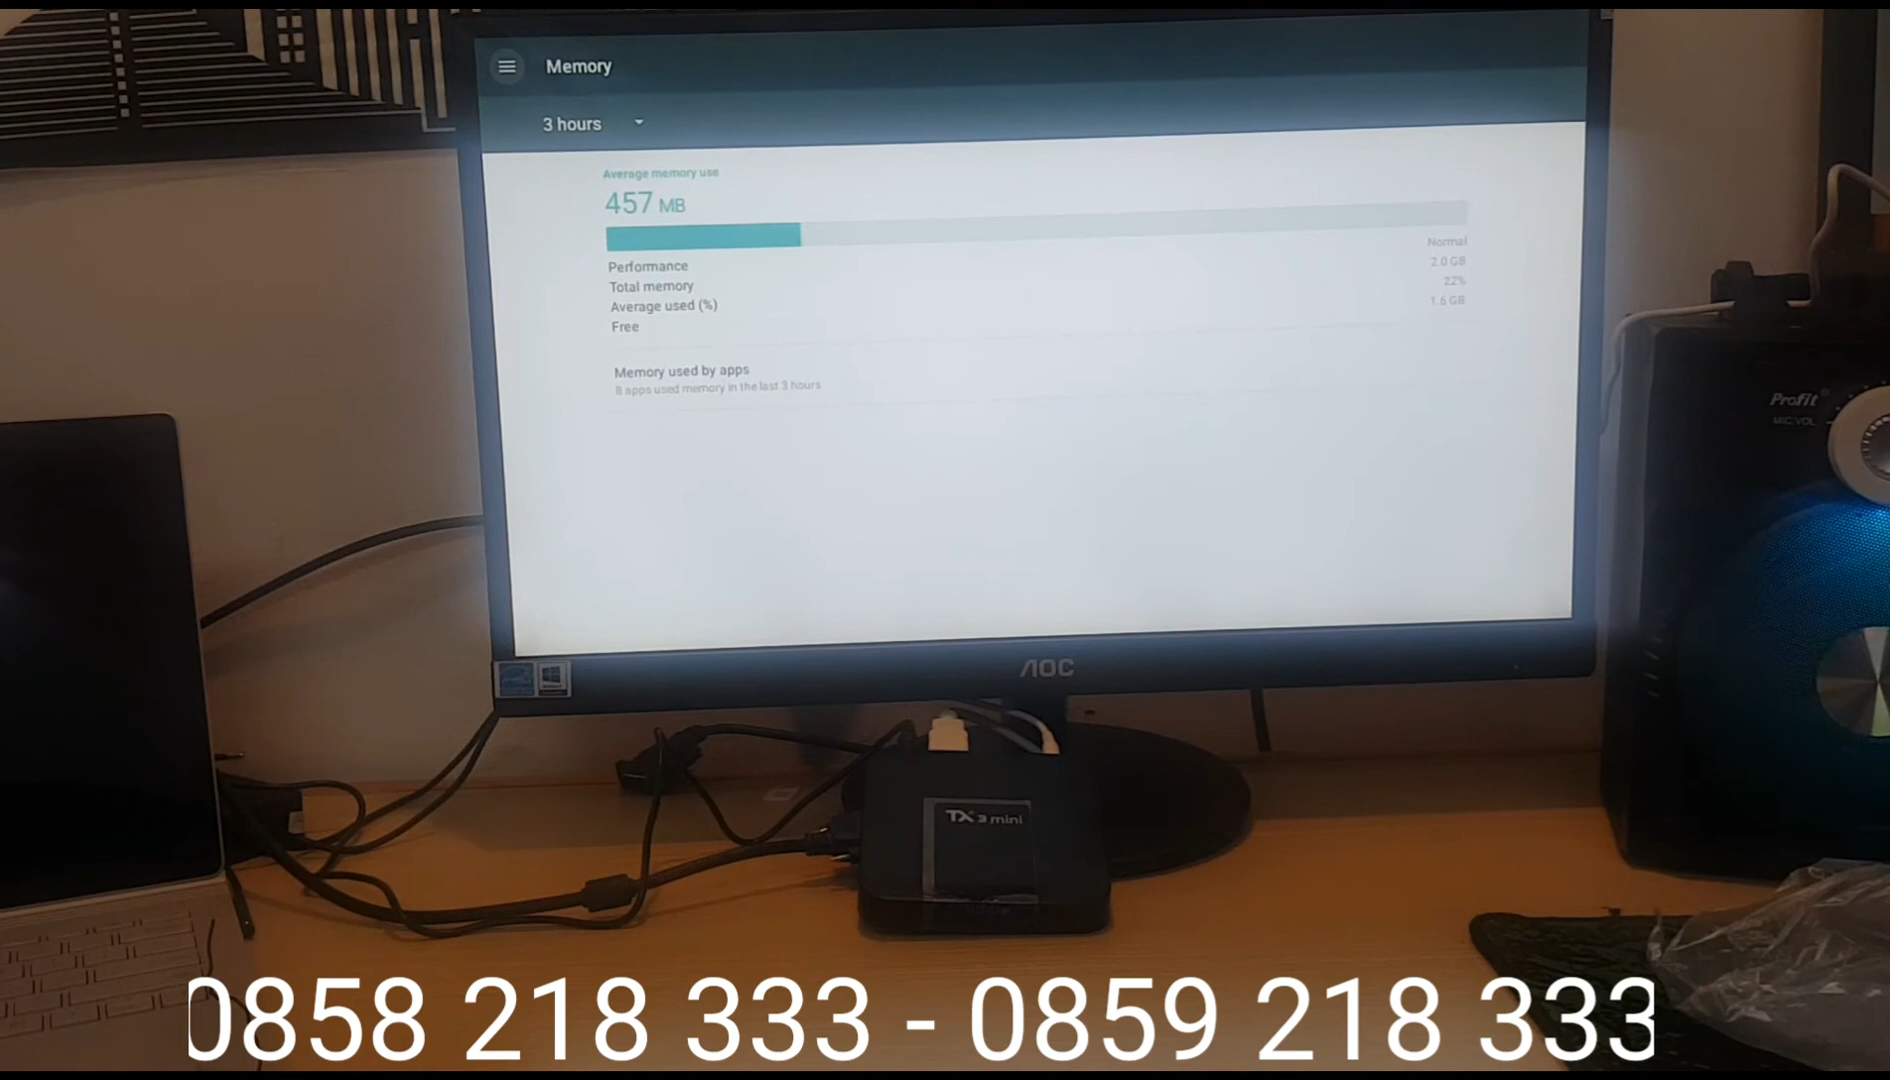 Memory
3 hours
Average memory use
457 MB
Performance Normal
Total memory 2.0 GB
Average used (%) 22%
Free 1.6 GB
Memory used by apps
8 apps used memory in the last 3 hours
Profit
MIC.VOL
AOC
TX3 mini
0858 218 333 - 0859 218 333